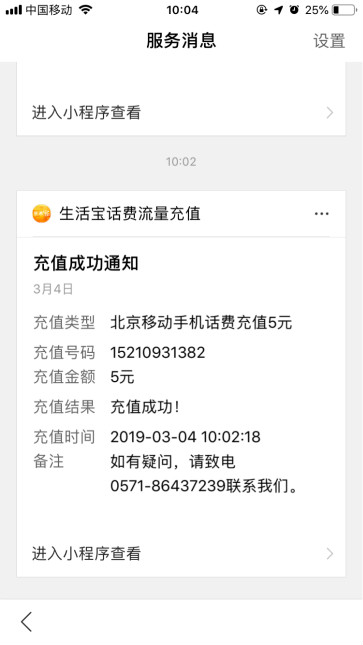 中国移动 10:04 25%
服务消息 设置
进入小程序查看
10:02
生活宝话费流量充值
充值成功通知
3月4日
充值类型 北京移动手机话费充值5元
充值号码 15210931382
充值金额 5元
充值结果 充值成功！
充值时间 2019-03-04 10:02:18
备注 如有疑问，请致电
0571-86437239联系我们。
进入小程序查看